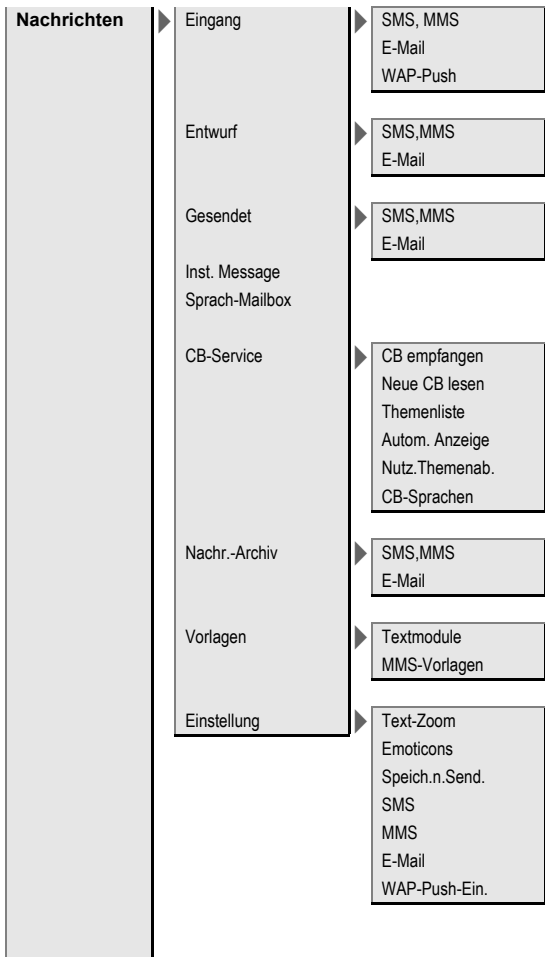 Nachrichten
Eingang
SMS, MMS
E-Mail
WAP-Push
Entwurf
SMS,MMS
E-Mail
Gesendet
SMS,MMS
E-Mail
Inst. Message
Sprach-Mailbox
CB-Service
CB empfangen
Neue CB lesen
Themenliste
Autom. Anzeige
Nutz.Themenab.
CB-Sprachen
Nachr.-Archiv
SMS,MMS
E-Mail
Vorlagen
Textmodule
MMS-Vorlagen
Einstellung
Text-Zoom
Emoticons
Speich.n.Send.
SMS
MMS
E-Mail
WAP-Push-Ein.